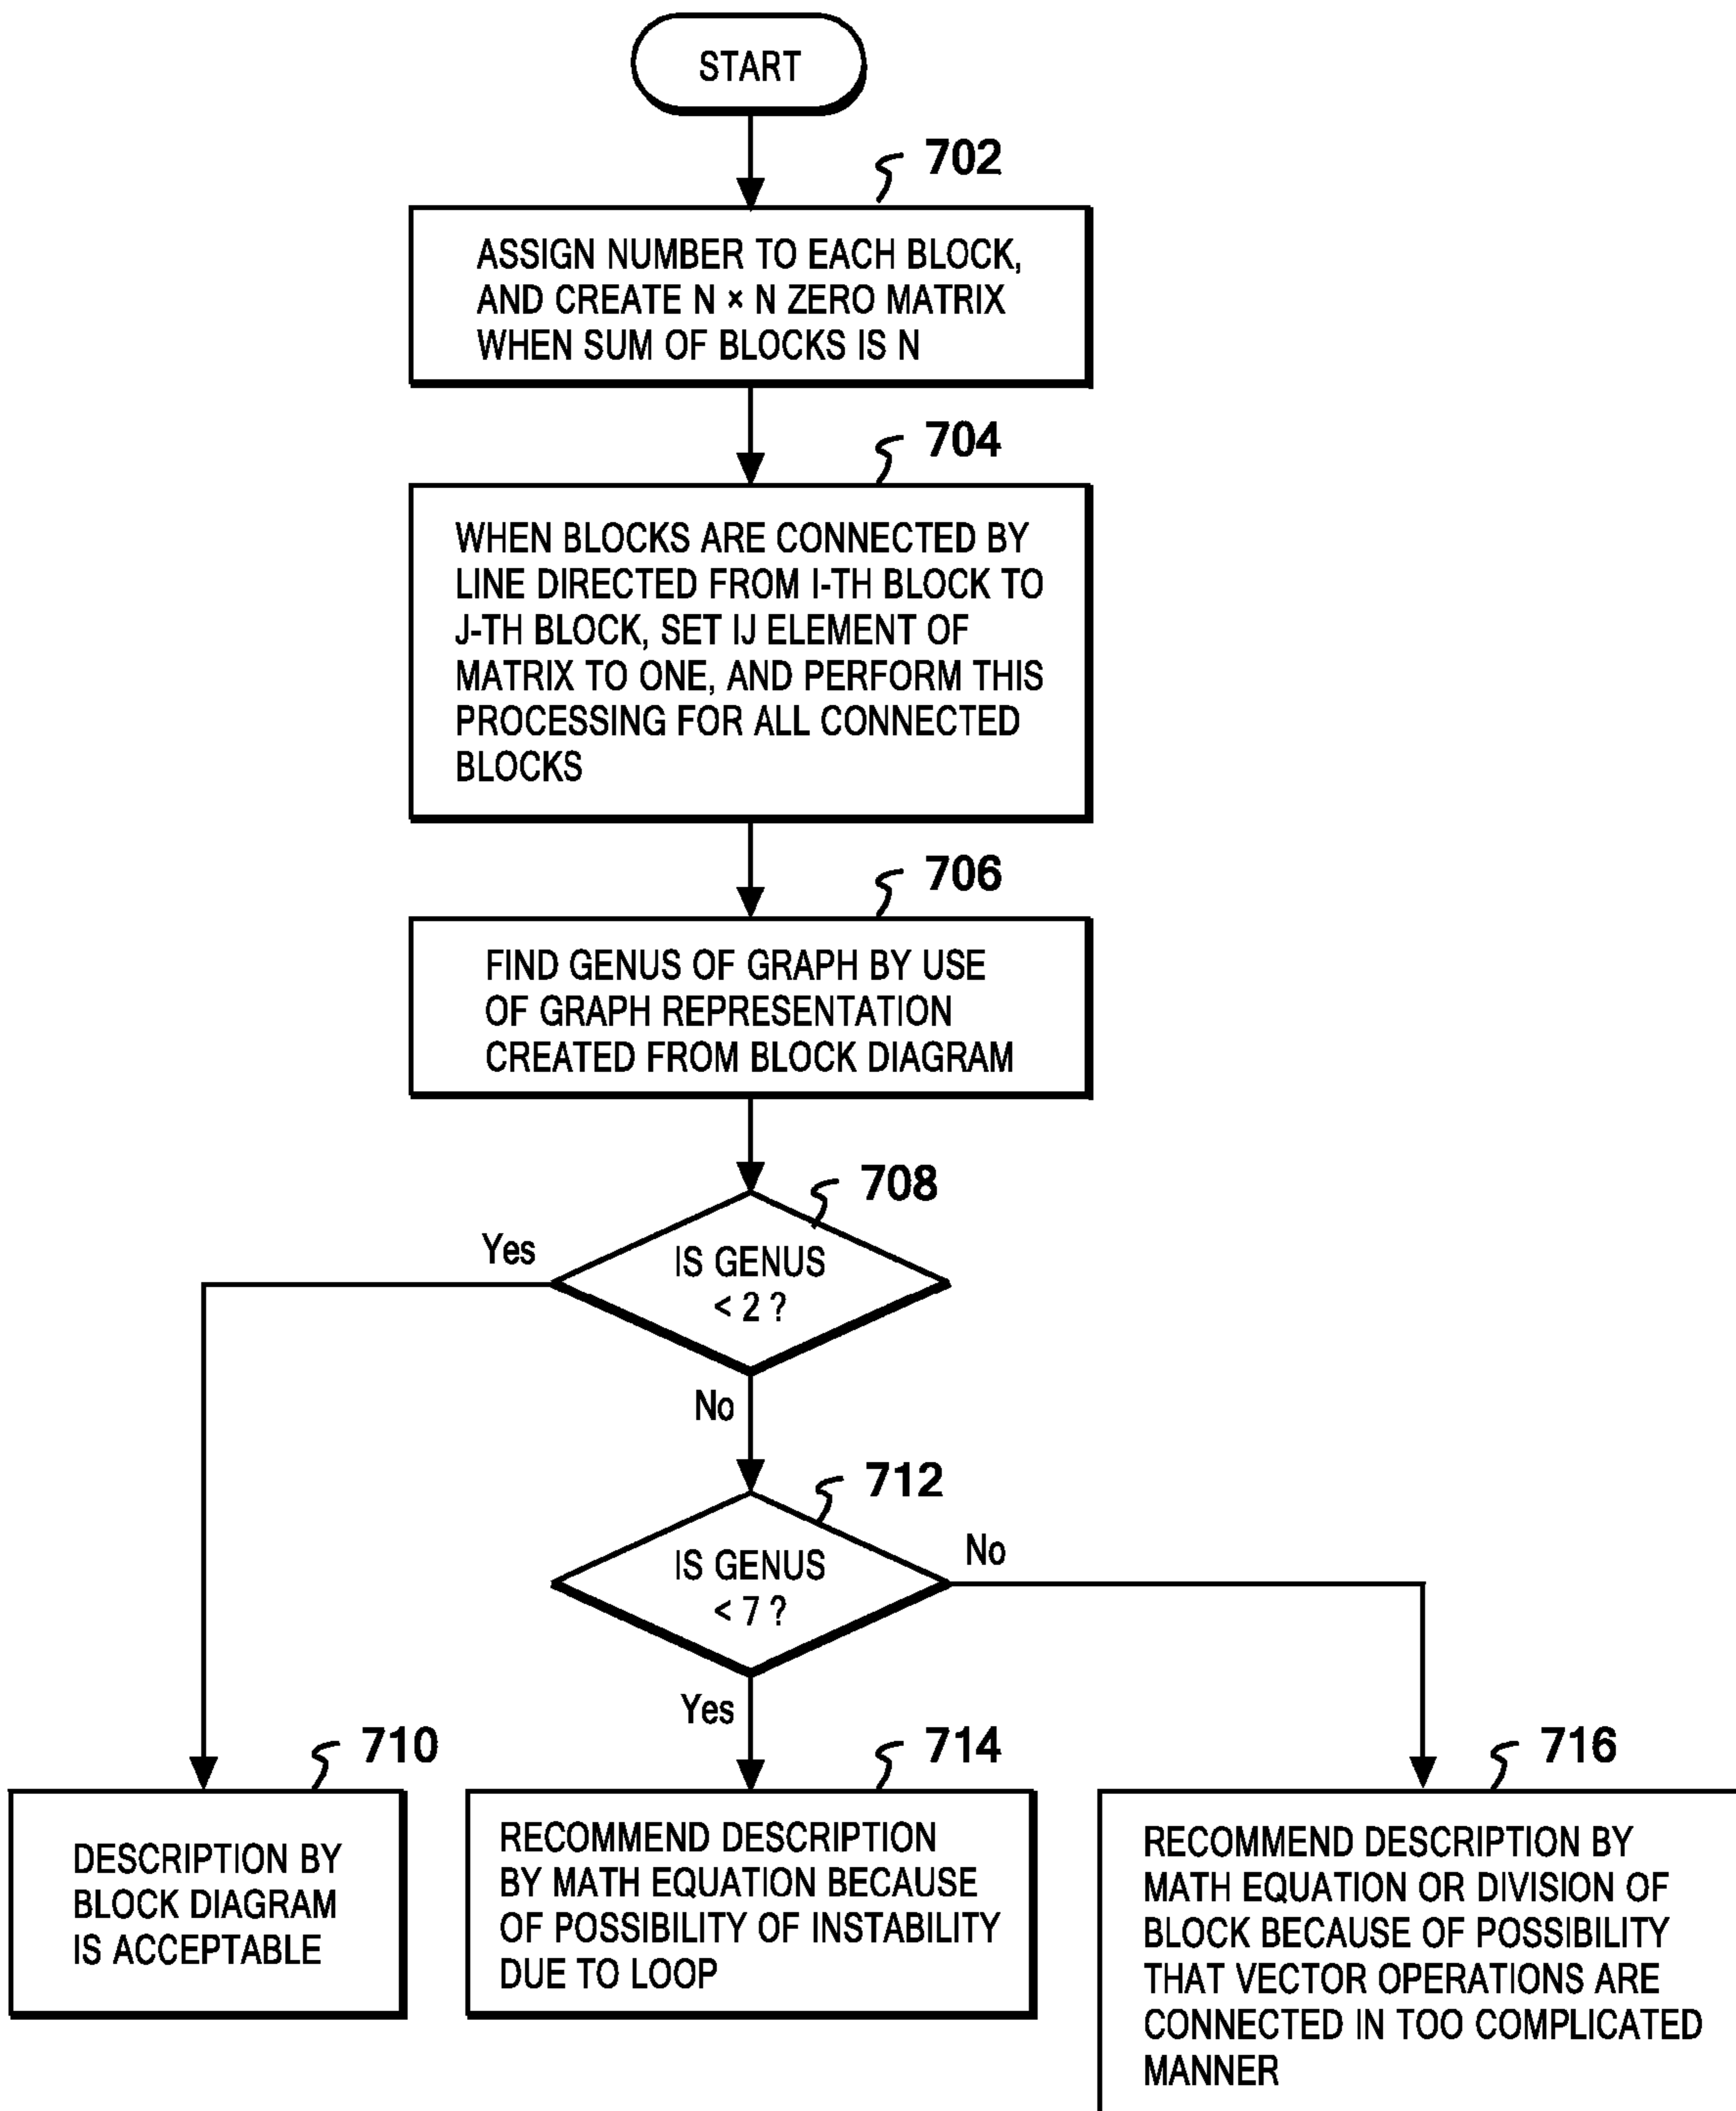 START
702
ASSIGN NUMBER TO EACH BLOCK,
AND CREATE N × N ZERO MATRIX
WHEN SUM OF BLOCKS IS N
704
WHEN BLOCKS ARE CONNECTED BY
LINE DIRECTED FROM I-TH BLOCK TO
J-TH BLOCK, SET IJ ELEMENT OF
MATRIX TO ONE, AND PERFORM THIS
PROCESSING FOR ALL CONNECTED
BLOCKS
706
FIND GENUS OF GRAPH BY USE
OF GRAPH REPRESENTATION
CREATED FROM BLOCK DIAGRAM
708
Yes
IS GENUS
< 2 ?
No
712
IS GENUS
< 7 ?
No
Yes
710
DESCRIPTION BY
BLOCK DIAGRAM
IS ACCEPTABLE
714
RECOMMEND DESCRIPTION
BY MATH EQUATION BECAUSE
OF POSSIBILITY OF INSTABILITY
DUE TO LOOP
716
RECOMMEND DESCRIPTION BY
MATH EQUATION OR DIVISION OF
BLOCK BECAUSE OF POSSIBILITY
THAT VECTOR OPERATIONS ARE
CONNECTED IN TOO COMPLICATED
MANNER